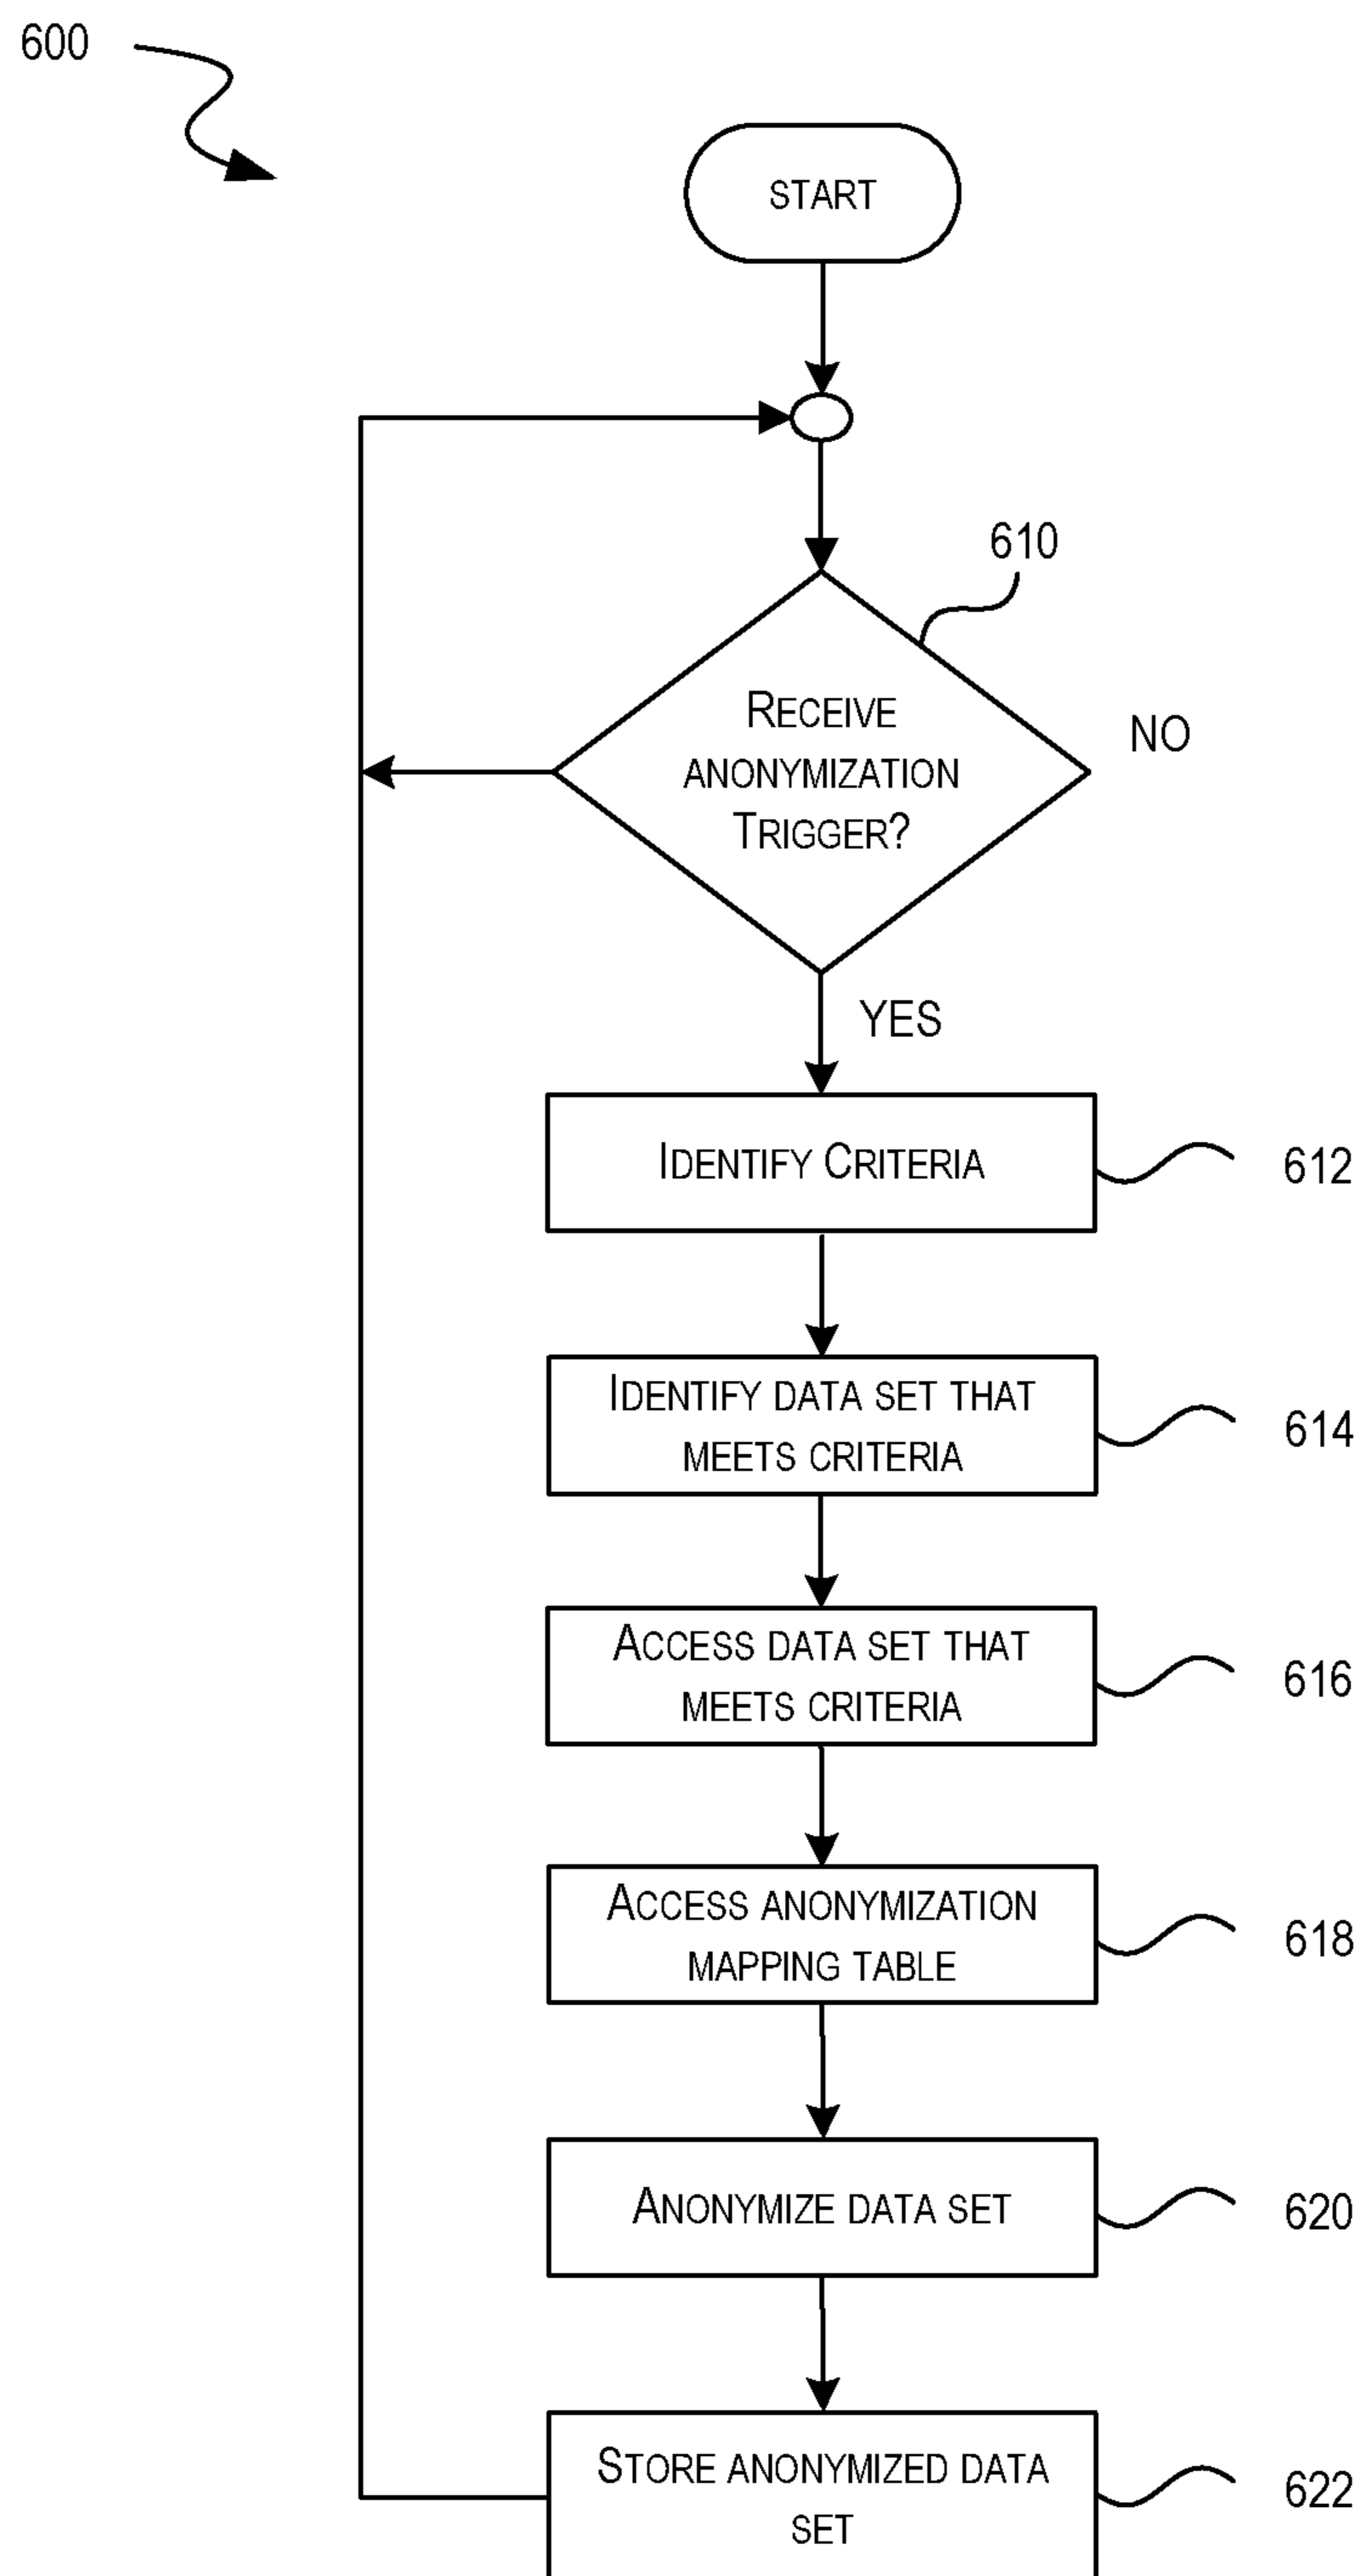 600
START
610
RECEIVE
ANONYMIZATION
TRIGGER?
NO
YES
IDENTIFY CRITERIA
612
IDENTIFY DATA SET THAT
MEETS CRITERIA
614
ACCESS DATA SET THAT
MEETS CRITERIA
616
ACCESS ANONYMIZATION
MAPPING TABLE
618
ANONYMIZE DATA SET
620
STORE ANONYMIZED DATA
SET
622